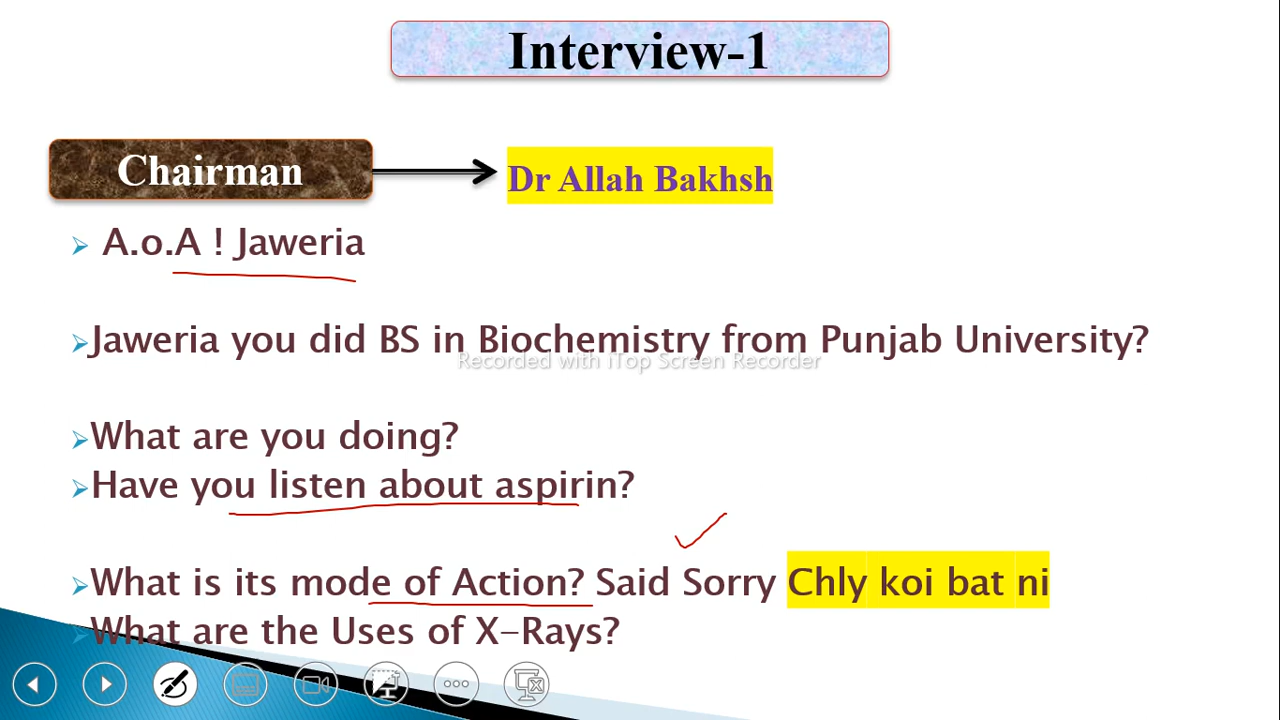 Interview-1
Chairman
Dr Allah Bakhsh
A.o.A ! Jaweria
Jaweria you did BS in Biochemistry from Punjab University?
Recorded with iTop Screen Recorder
What are you doing?
Have you listen about aspirin?
What is its mode of Action? Said Sorry Chly koi bat ni
What are the Uses of X-Rays?